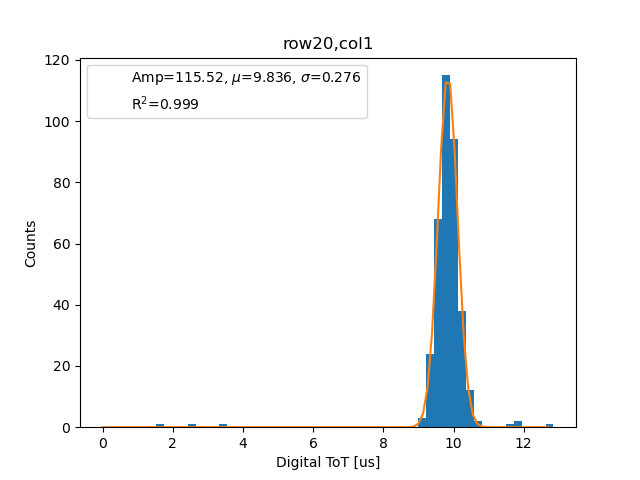 row20,col1
Amp=115.52, μ=9.836, σ=0.276
R²=0.999
120
100
80
60
40
20
0
Counts
0 2 4 6 8 10 12
Digital ToT [us]